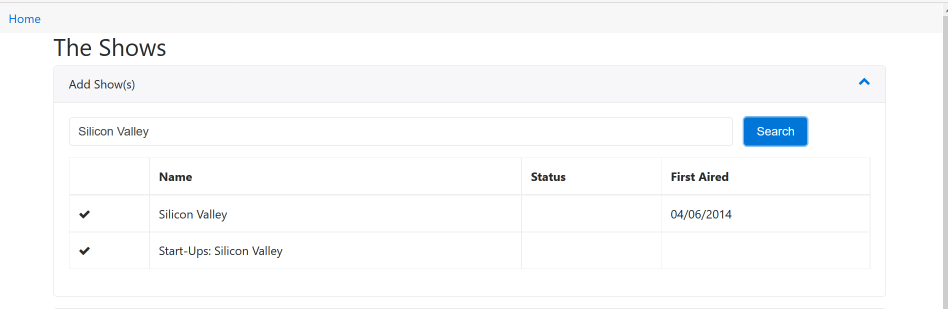 Home
The Shows
Add Show(s)
Silicon Valley Search
Name Status First Aired
Silicon Valley 04/06/2014
Start-Ups: Silicon Valley